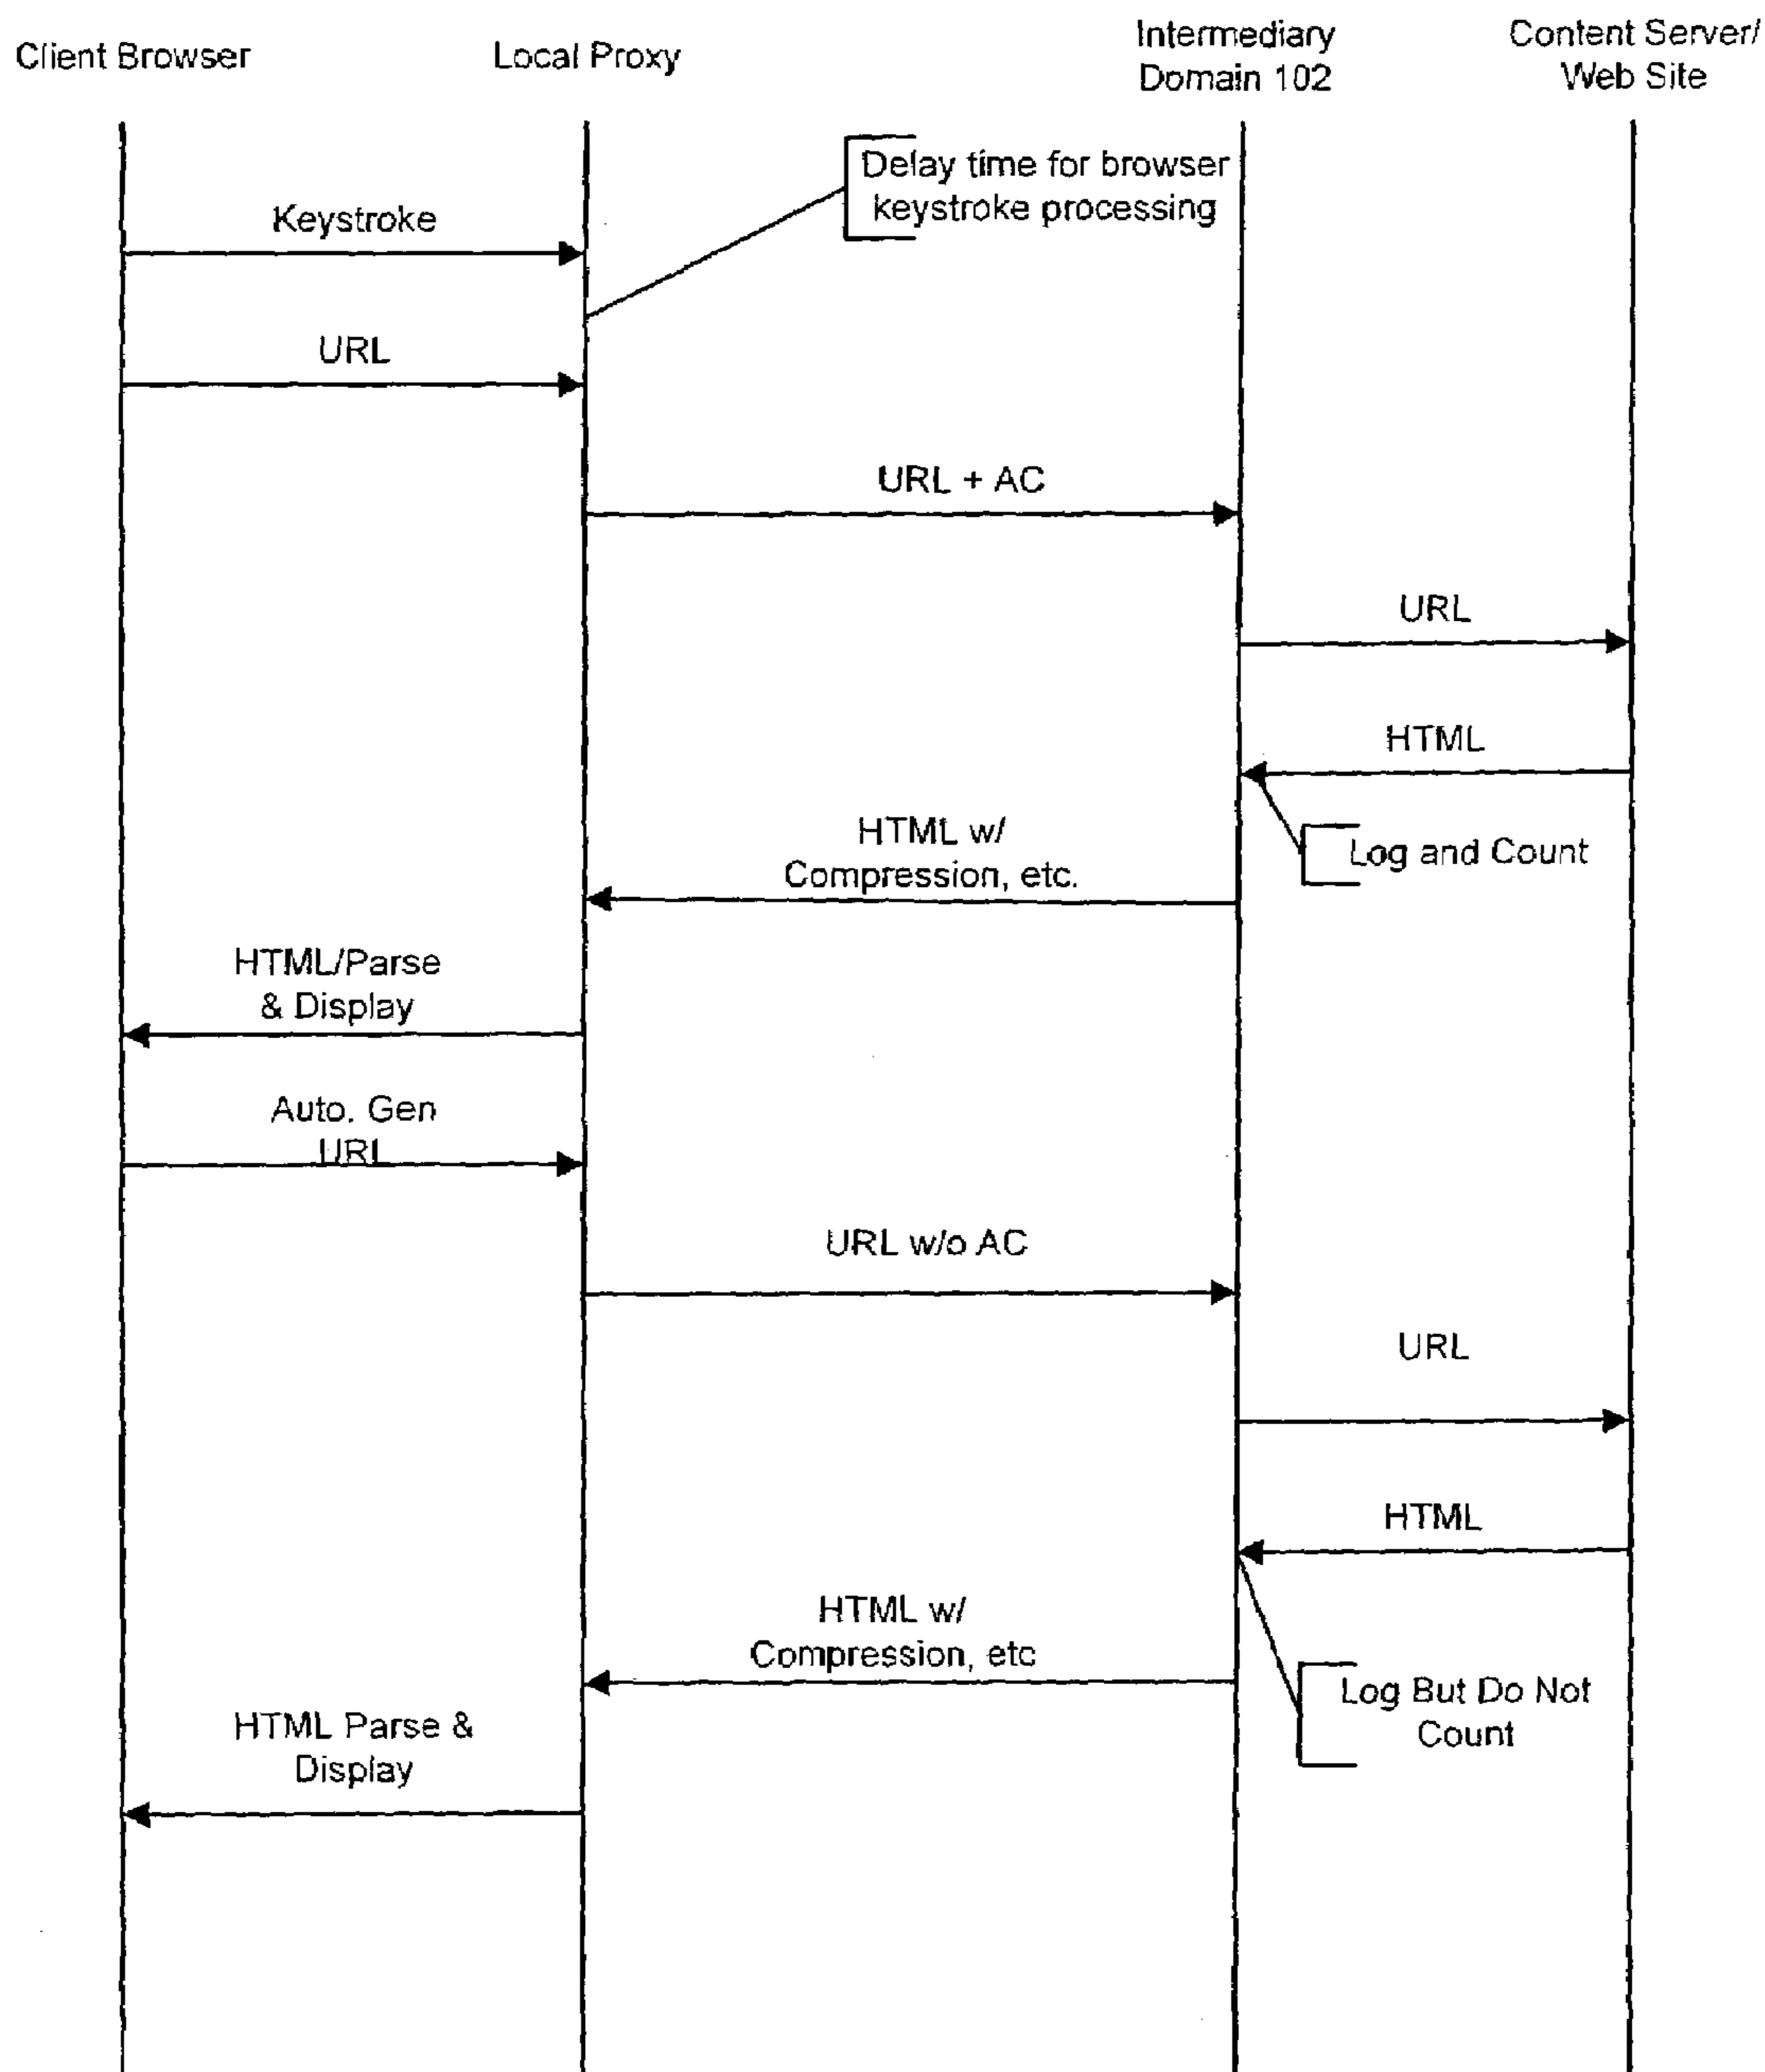 Client Browser
Local Proxy
Intermediary
Domain 102
Content Server/
Web Site
Delay time for browser
keystroke processing
Keystroke
URL
URL + AC
URL
HTML
Log and Count
HTML w/
Compression, etc.
HTML/Parse
& Display
Auto. Gen
URL
URL w/o AC
URL
HTML
HTML w/
Compression, etc
Log But Do Not
Count
HTML Parse &
Display